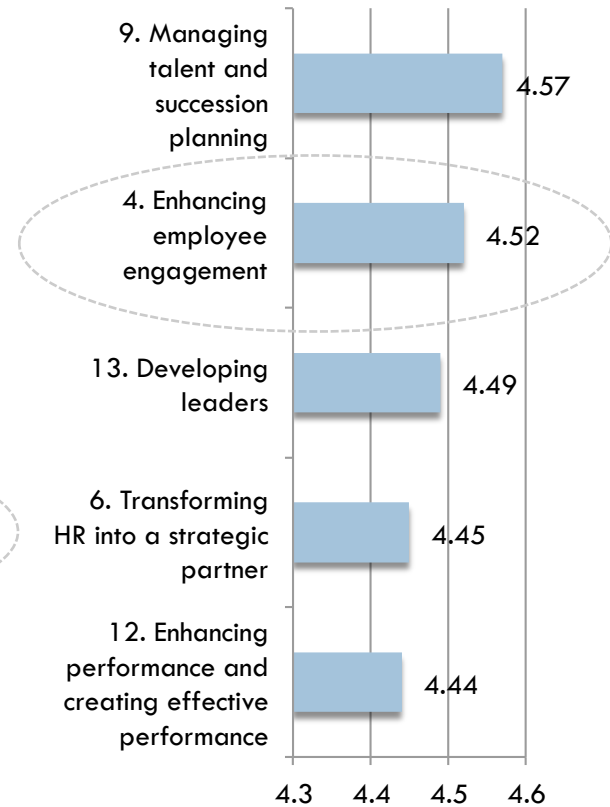 9. Managing
talent and
succession
planning
4.57
4. Enhancing
employee
engagement
4.52
13. Developing
leaders
4.49
6. Transforming
HR into a strategic
partner
4.45
12. Enhancing
performance and
creating effective
performance
4.44
4.3 4.4 4.5 4.6